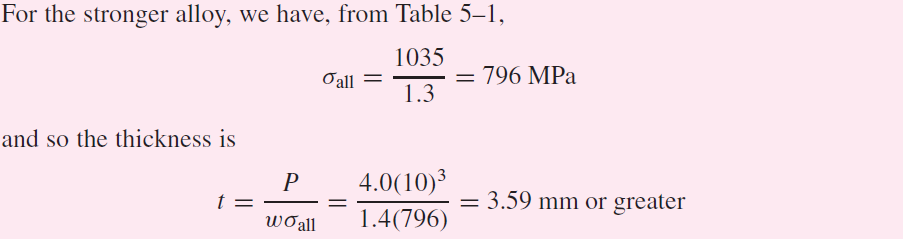 For the stronger alloy, we have, from Table 5–1,
σall = 1035 / 1.3 = 796 MPa
and so the thickness is
t = P / wσall = 4.0(10)³ / 1.4(796) = 3.59 mm or greater